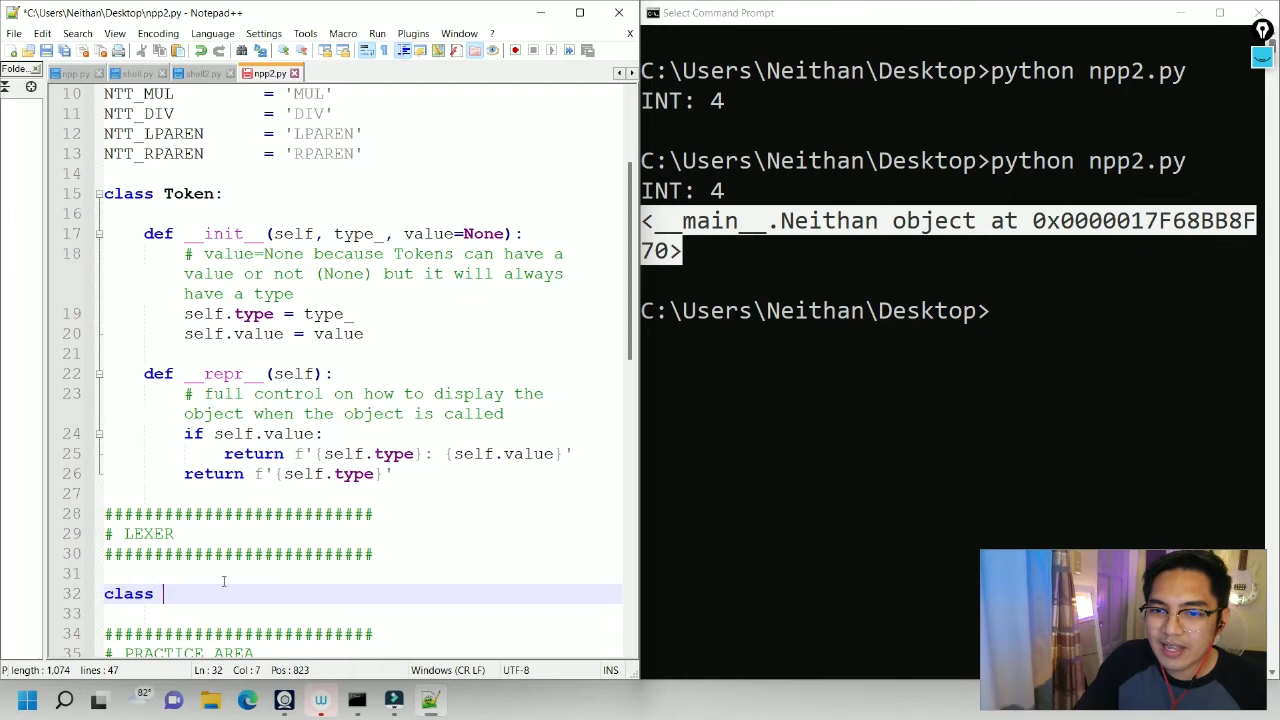 *C:\Users\Neithan\Desktop\npp2.py - Notepad++
File Edit Search View Encoding Language Settings Tools Macro Run Plugins Window ? X
Folde..
npp.py shell.py shell2.py npp2.py
10 NTT_MUL = 'MUL'
11 NTT_DIV = 'DIV'
12 NTT_LPAREN = 'LPAREN'
13 NTT_RPAREN = 'RPAREN'
14
15 class Token:
16
17 def __init__(self, type_, value=None):
18 # value=None because Tokens can have a
value or not (None) but it will always
have a type
19 self.type = type_
20 self.value = value
21
22 def __repr__(self):
23 # full control on how to display the
object when the object is called
24 if self.value:
25 return f'{self.type}: {self.value}'
26 return f'{self.type}'
27
28 ###########################
29 # LEXER
30 ###########################
31
32 class
33
34 ###########################
35 # PRACTICE AREA
P length : 1,074 lines : 47 Ln : 32 Col : 7 Pos : 823 Windows (CR LF) UTF-8 INS
Select Command Prompt
C:\Users\Neithan\Desktop>python npp2.py
INT: 4
C:\Users\Neithan\Desktop>python npp2.py
INT: 4
<__main__.Neithan object at 0x0000017F68BB8F
70>
C:\Users\Neithan\Desktop>
82°